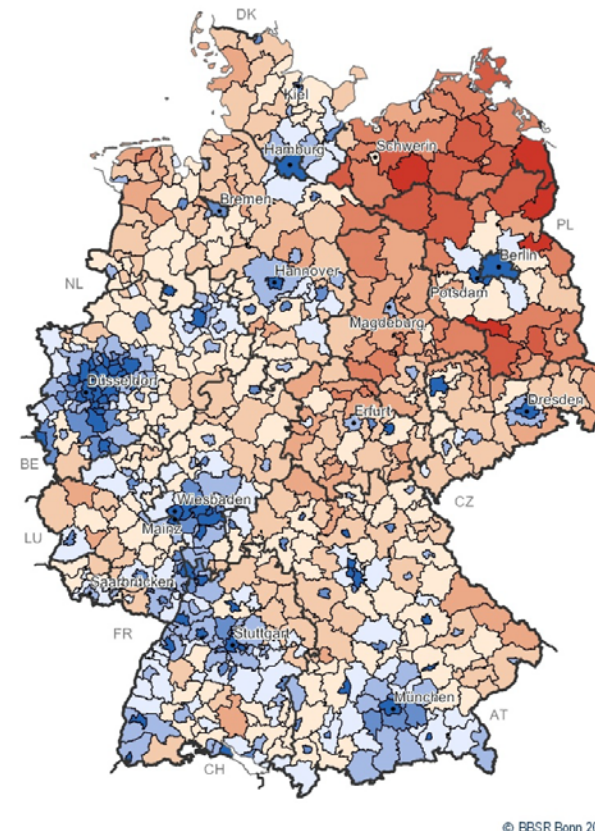 DK
Kiel
Hamburg
Schwerin
Bremen
PL
Berlin
NL
Hannover
Potsdam
Magdeburg
Düsseldorf
Erfurt
Dresden
BE
Wiesbaden
CZ
Mainz
LU
Saarbrücken
FR
Stuttgart
München
AT
CH
© BBSR Bonn 20